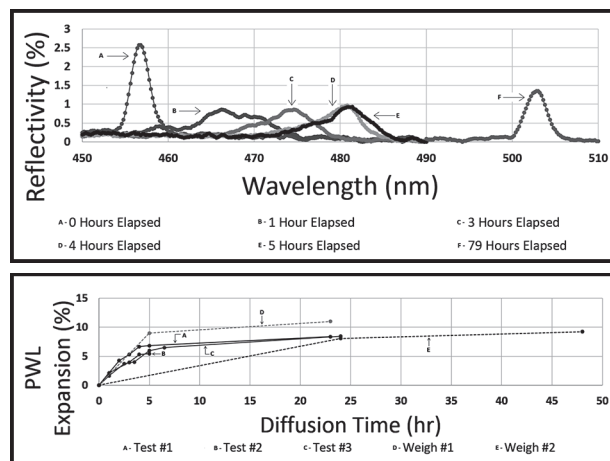 3
2.5
2
1.5
1
0.5
0
Reflectivity (%)
A
B
C
D
E
F
450 460 470 480 490 500 510
Wavelength (nm)
A - 0 Hours Elapsed B - 1 Hour Elapsed C - 3 Hours Elapsed
D - 4 Hours Elapsed E - 5 Hours Elapsed F - 79 Hours Elapsed
15
10
5
0
PWL
Expansion (%)
A
B
C
D
E
0 5 10 15 20 25 30 35 40 45 50
Diffusion Time (hr)
A - Test #1 B - Test #2 C - Test #3 D - Weigh #1 E - Weigh #2